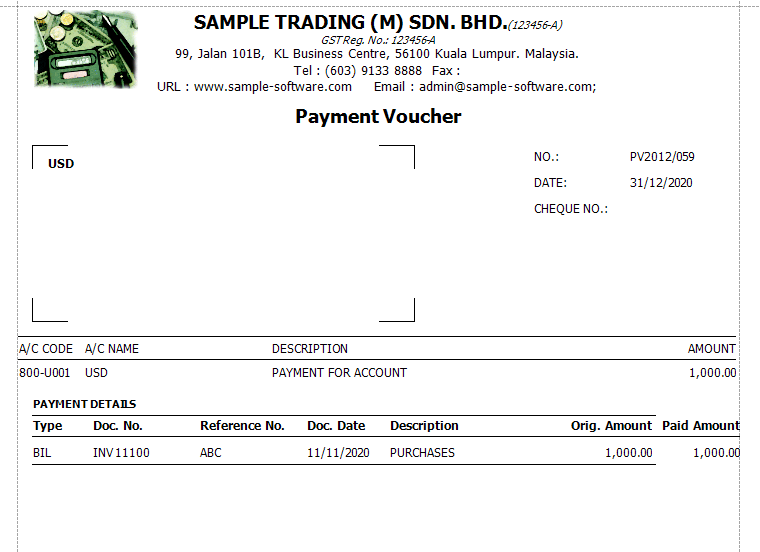 SAMPLE TRADING (M) SDN. BHD.(123456-A)
GST Reg. No.: 123456-A
99, Jalan 101B, KL Business Centre, 56100 Kuala Lumpur. Malaysia.
Tel : (603) 9133 8888 Fax :
URL : www.sample-software.com Email : admin@sample-software.com;
Payment Voucher
USD
NO.: PV2012/059
DATE: 31/12/2020
CHEQUE NO.:
A/C CODE A/C NAME DESCRIPTION AMOUNT
800-U001 USD PAYMENT FOR ACCOUNT 1,000.00
PAYMENT DETAILS
Type Doc. No. Reference No. Doc. Date Description Orig. Amount Paid Amount
BIL INV11100 ABC 11/11/2020 PURCHASES 1,000.00 1,000.00